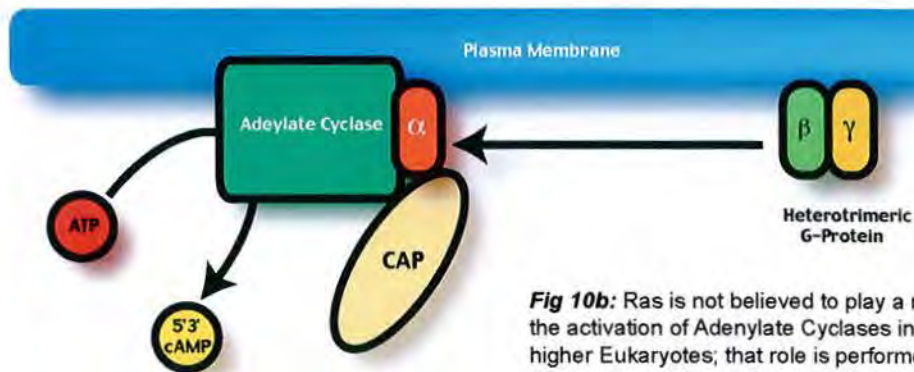 Plasma Membrane
Adeylate Cyclase
α
β
γ
ATP
CAP
5'3'
cAMP
Heterotrimeric
G-Protein
Fig 10b: Ras is not believed to play a
the activation of Adenylate Cyclases in
higher Eukaryotes; that role is performe